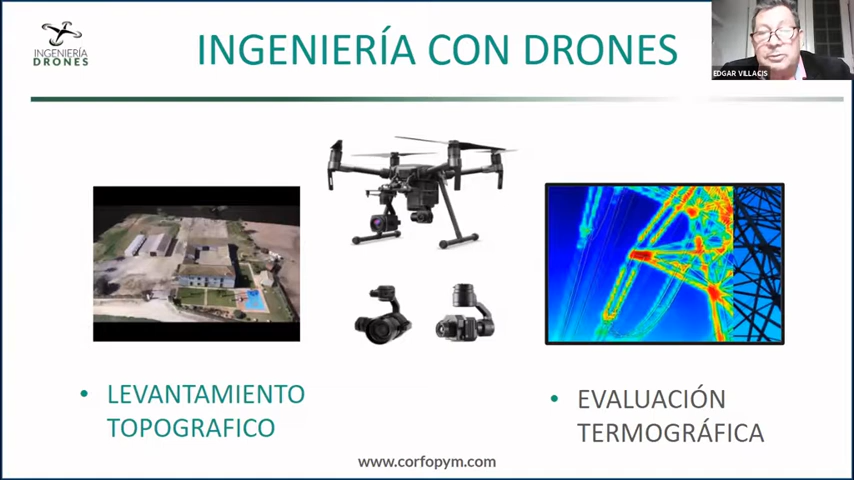 INGENIERÍA
DRONES
INGENIERÍA CON DRONES
EDGAR VILLACIS
• LEVANTAMIENTO
TOPOGRAFICO
• EVALUACIÓN
TERMOGRÁFICA
www.corfopym.com